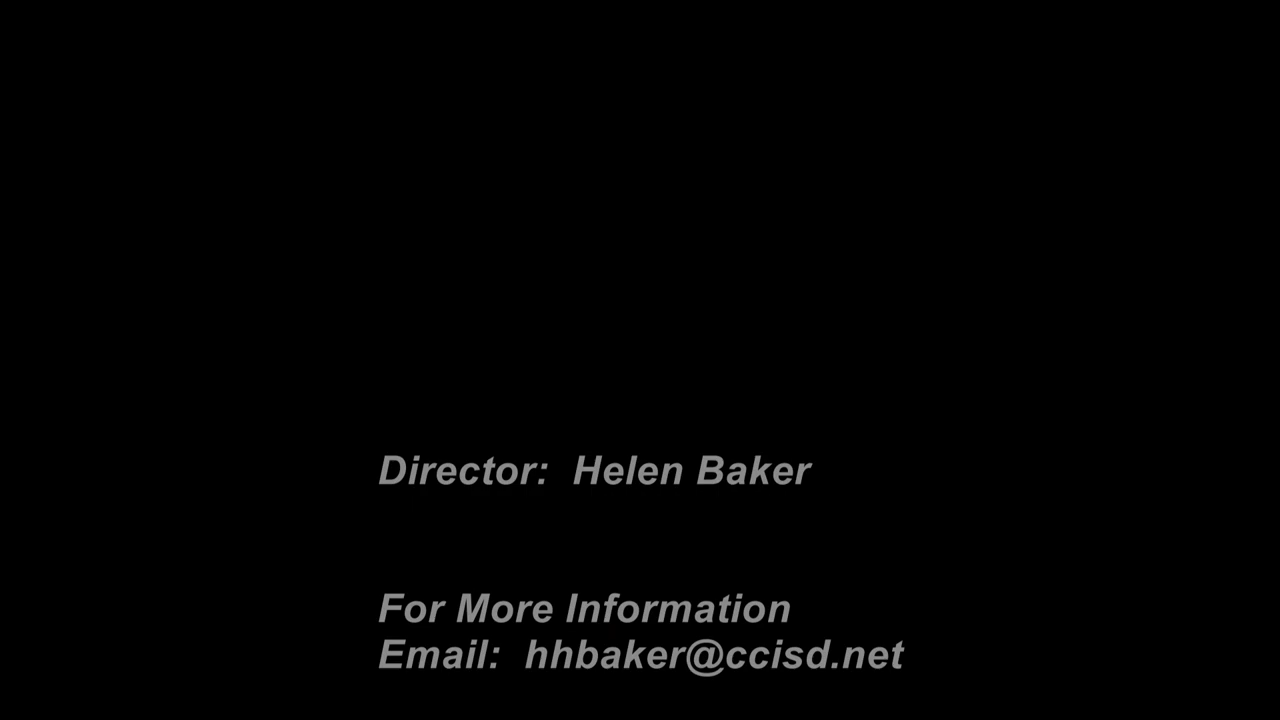 Director:  Helen Baker
For More Information
Email:  hhbaker@ccisd.net